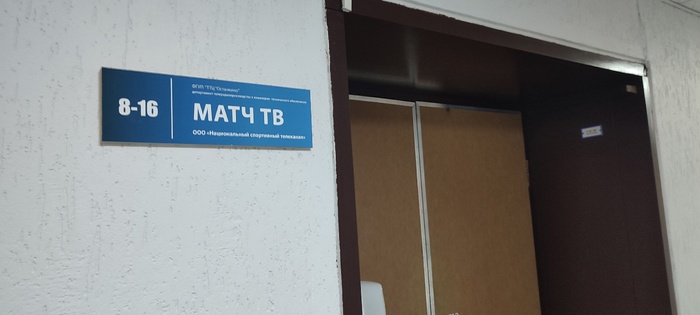 8-16
ФГУП "ТТЦ "Останкино"
МАТЧ ТВ
ООО «Национальный спортивный телеканал»